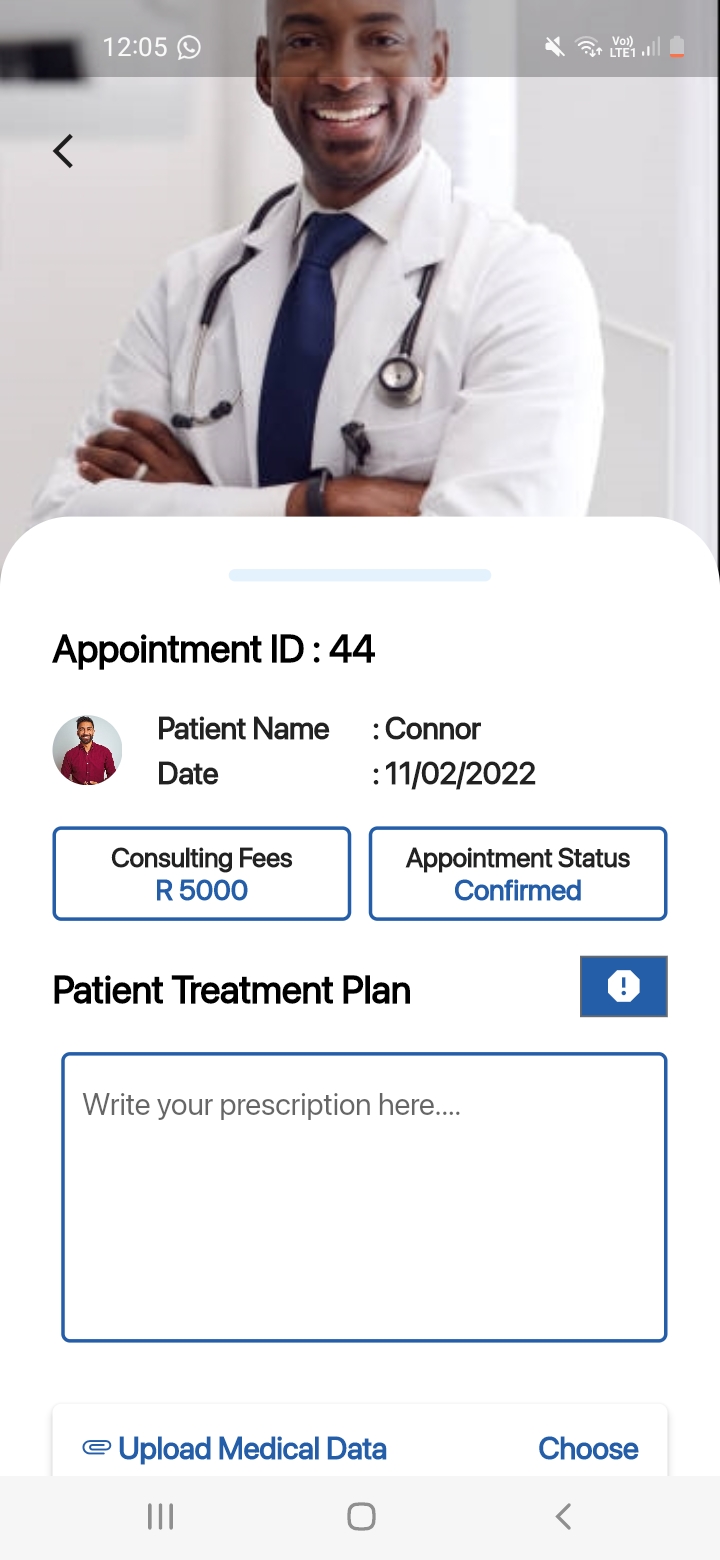 12:05
Vo))
LTE1
Appointment ID : 44
Patient Name : Connor
Date : 11/02/2022
Consulting Fees
R 5000
Appointment Status
Confirmed
Patient Treatment Plan
Write your prescription here....
Upload Medical Data Choose